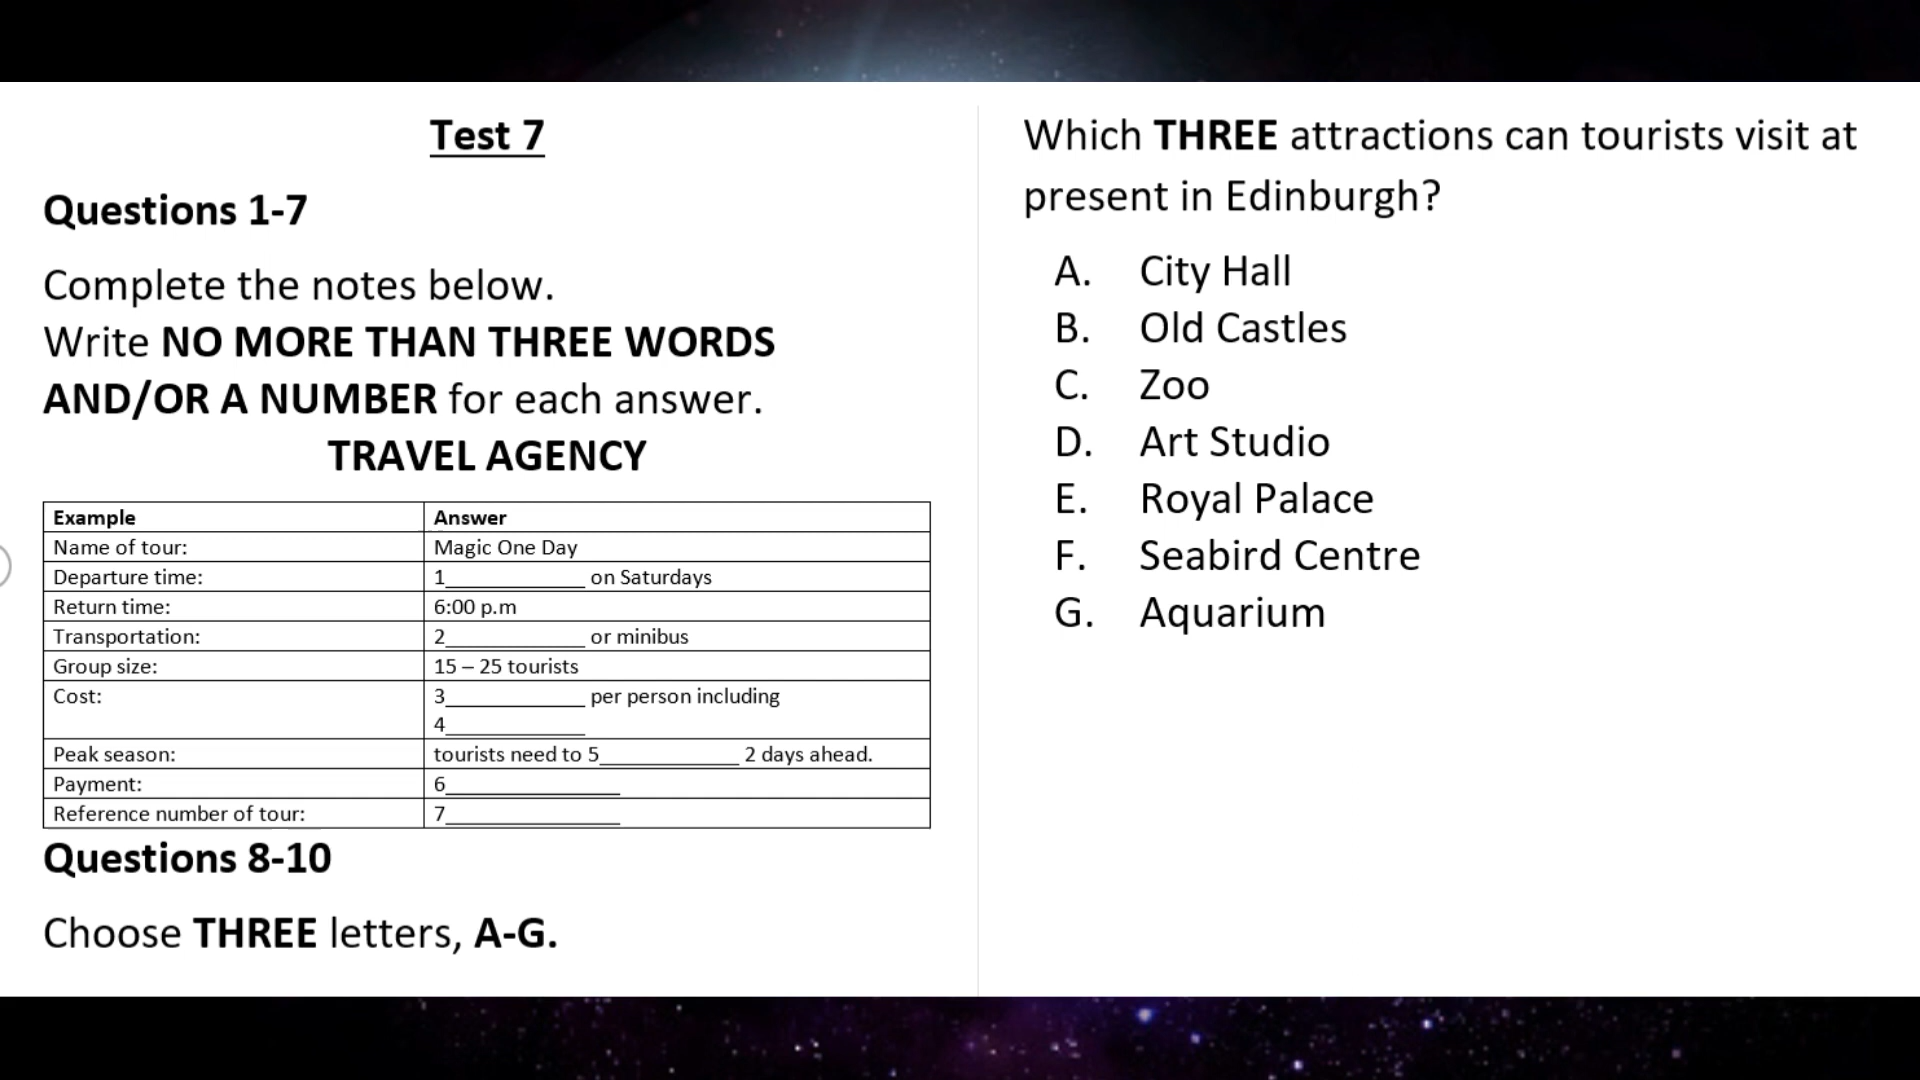 Test 7
Questions 1-7
Complete the notes below.
Write NO MORE THAN THREE WORDS
AND/OR A NUMBER for each answer.
TRAVEL AGENCY
Example Answer
Name of tour: Magic One Day
Departure time: 1____________ on Saturdays
Return time: 6:00 p.m
Transportation: 2____________ or minibus
Group size: 15 – 25 tourists
Cost: 3____________ per person including
4____________
Peak season: tourists need to 5____________ 2 days ahead.
Payment: 6_______________
Reference number of tour: 7_______________
Questions 8-10
Choose THREE letters, A-G.
Which THREE attractions can tourists visit at
present in Edinburgh?
A. City Hall
B. Old Castles
C. Zoo
D. Art Studio
E. Royal Palace
F. Seabird Centre
G. Aquarium